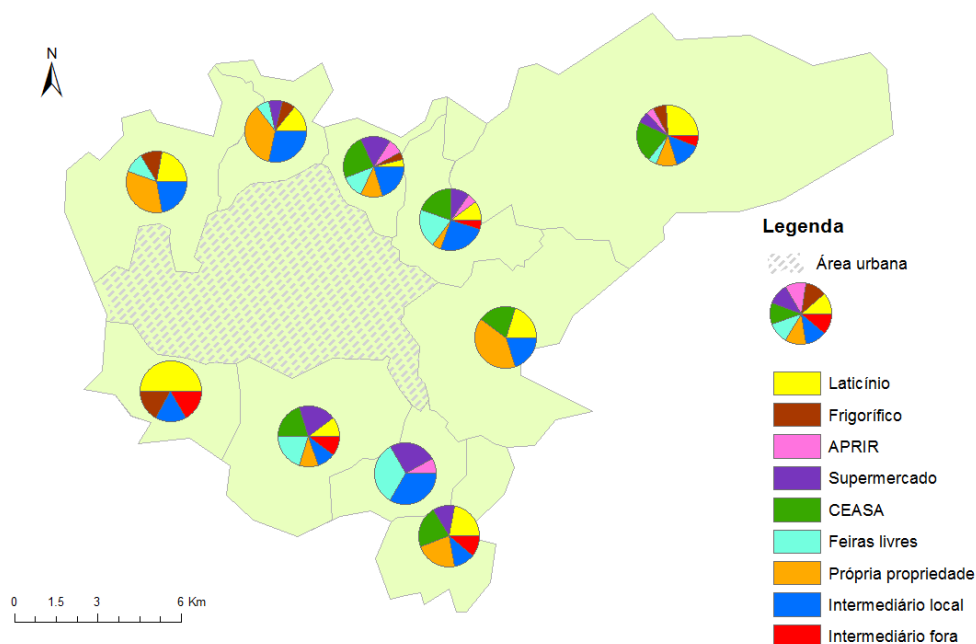 N
Legenda
Área urbana
Laticínio
Frigorífico
APRIR
Supermercado
CEASA
Feiras livres
Própria propriedade
Intermediário local
Intermediário fora
0 1.5 3 6 Km